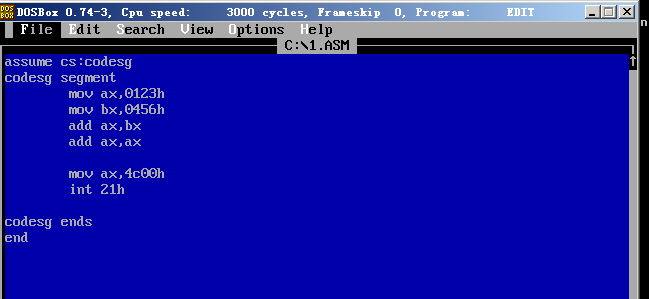 DOSBox 0.74-3, Cpu speed: 3000 cycles, Frameskip 0, Program: EDIT
File Edit Search View Options Help
C:\1.ASM
assume cs:codesg
codesg segment
mov ax,0123h
mov bx,0456h
add ax,bx
add ax,ax
mov ax,4c00h
int 21h
codesg ends
end